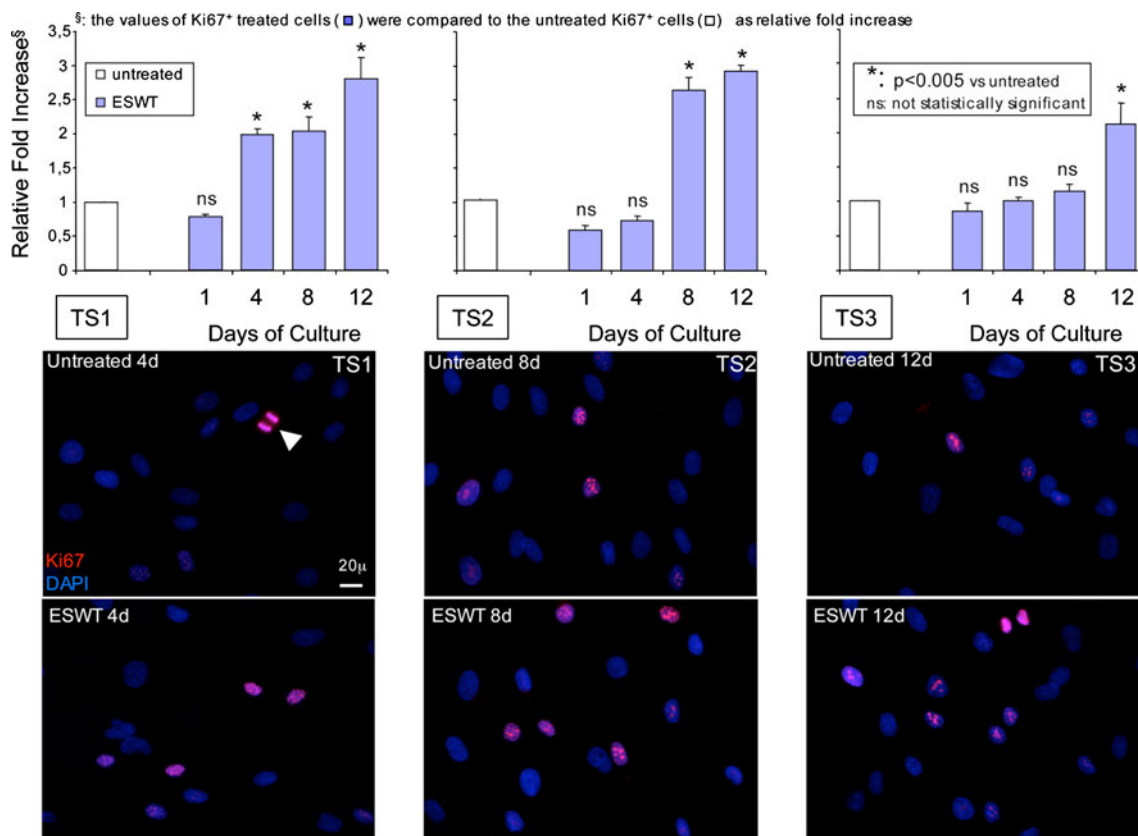 §: the values of Ki67+ treated cells ( ) were compared to the untreated Ki67+ cells ( ) as relative fold increase
Relative Fold Increase§
3,5
3
2,5
2
1,5
1
0,5
0
untreated
ESWT
ns
*
*
*
1 4 8 12
TS1
Days of Culture
ns
ns
*
*
1 4 8 12
TS2
Days of Culture
*: p<0.005 vs untreated
ns: not statistically significant
ns
ns
ns
*
1 4 8 12
TS3
Days of Culture
Untreated 4d
TS1
Ki67
DAPI
20μ
Untreated 8d
TS2
Untreated 12d
TS3
ESWT 4d
ESWT 8d
ESWT 12d